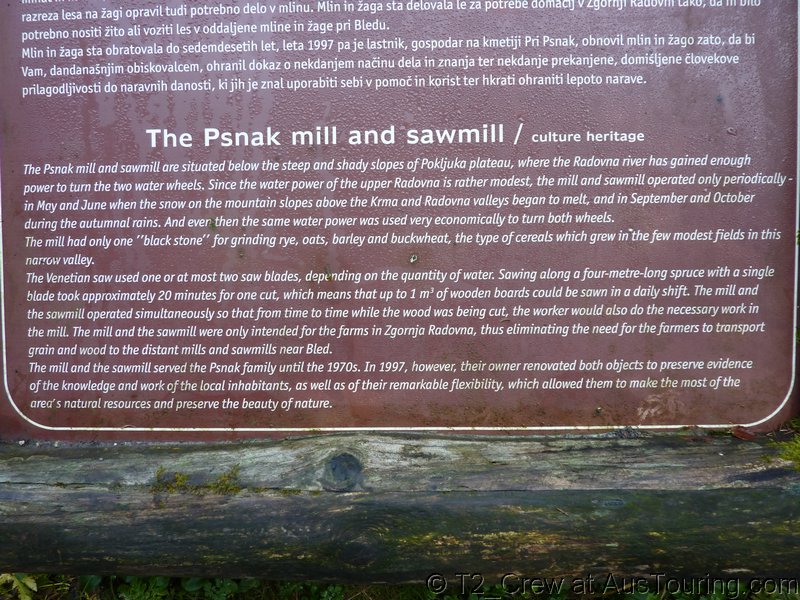 razreza lesa na žagi opravil tudi potrebno delo v mlinu. Mlin in žaga sta delovala le za potrebe domačij v Zgornji Radovni tako, da ni bilo
potrebno nositi žito ali voziti les v oddaljene mline in žage pri Bledu.
Mlin in žaga sta obratovala do sedemdesetih let, leta 1997 pa je lastnik, gospodar na kmetiji Pri Psnak, obnovil mlin in žago zato, da bi
Vam, dandanašnjim obiskovalcem, ohranil dokaz o nekdanjem načinu dela in znanja ter nekdanje prekanjene, domišljene človekove
prilagodljivosti do naravnih danosti, ki jih je znal uporabiti sebi v pomoč in korist ter hkrati ohraniti lepoto narave.
The Psnak mill and sawmill / culture heritage
The Psnak mill and sawmill are situated below the steep and shady slopes of Pokljuka plateau, where the Radovna river has gained enough
power to turn the two water wheels. Since the water power of the upper Radovna is rather modest, the mill and sawmill operated only periodically -
in May and June when the snow on the mountain slopes above the Krma and Radovna valleys began to melt, and in September and October
during the autumnal rains. And even then the same water power was used very economically to turn both wheels.
The mill had only one ''black stone'' for grinding rye, oats, barley and buckwheat, the type of cereals which grew in the few modest fields in this
narrow valley.
The Venetian saw used one or at most two saw blades, depending on the quantity of water. Sawing along a four-metre-long spruce with a single
blade took approximately 20 minutes for one cut, which means that up to 1 m³ of wooden boards could be sawn in a daily shift. The mill and
the sawmill operated simultaneously so that from time to time while the wood was being cut, the worker would also do the necessary work in
the mill. The mill and the sawmill were only intended for the farms in Zgornja Radovna, thus eliminating the need for the farmers to transport
grain and wood to the distant mills and sawmills near Bled.
The mill and the sawmill served the Psnak family until the 1970s. In 1997, however, their owner renovated both objects to preserve evidence
of the knowledge and work of the local inhabitants, as well as of their remarkable flexibility, which allowed them to make the most of the
area's natural resources and preserve the beauty of nature.
© T2_Crew at AusTouring.com